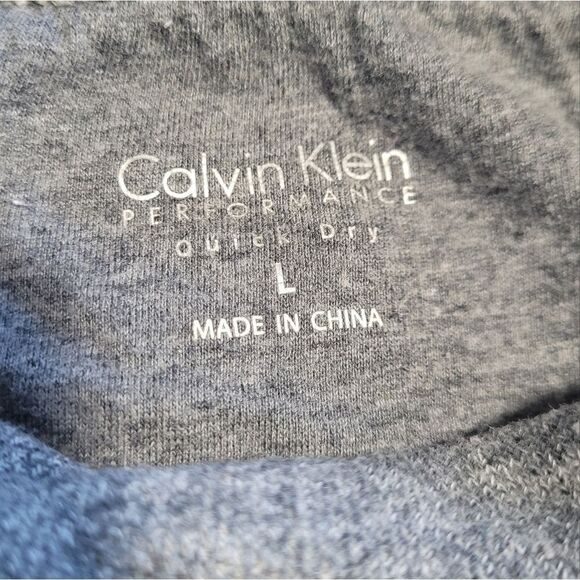 Calvin Klein
PERFORMANCE
Quick Dry
L
MADE IN CHINA